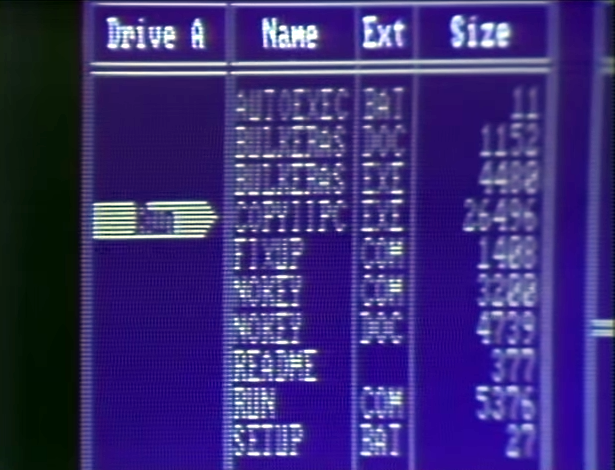 Drive A Name Ext Size
AUTOEXEC BAT 11
BULKERAS DOC 1152
BULKERAS EXE 4480
Run COPYIIPC EXE 26496
FIXUP COM 1408
NOKEY COM 3200
NOKEY DOC 4739
README 377
RUN COM 5376
SETUP BAT 27